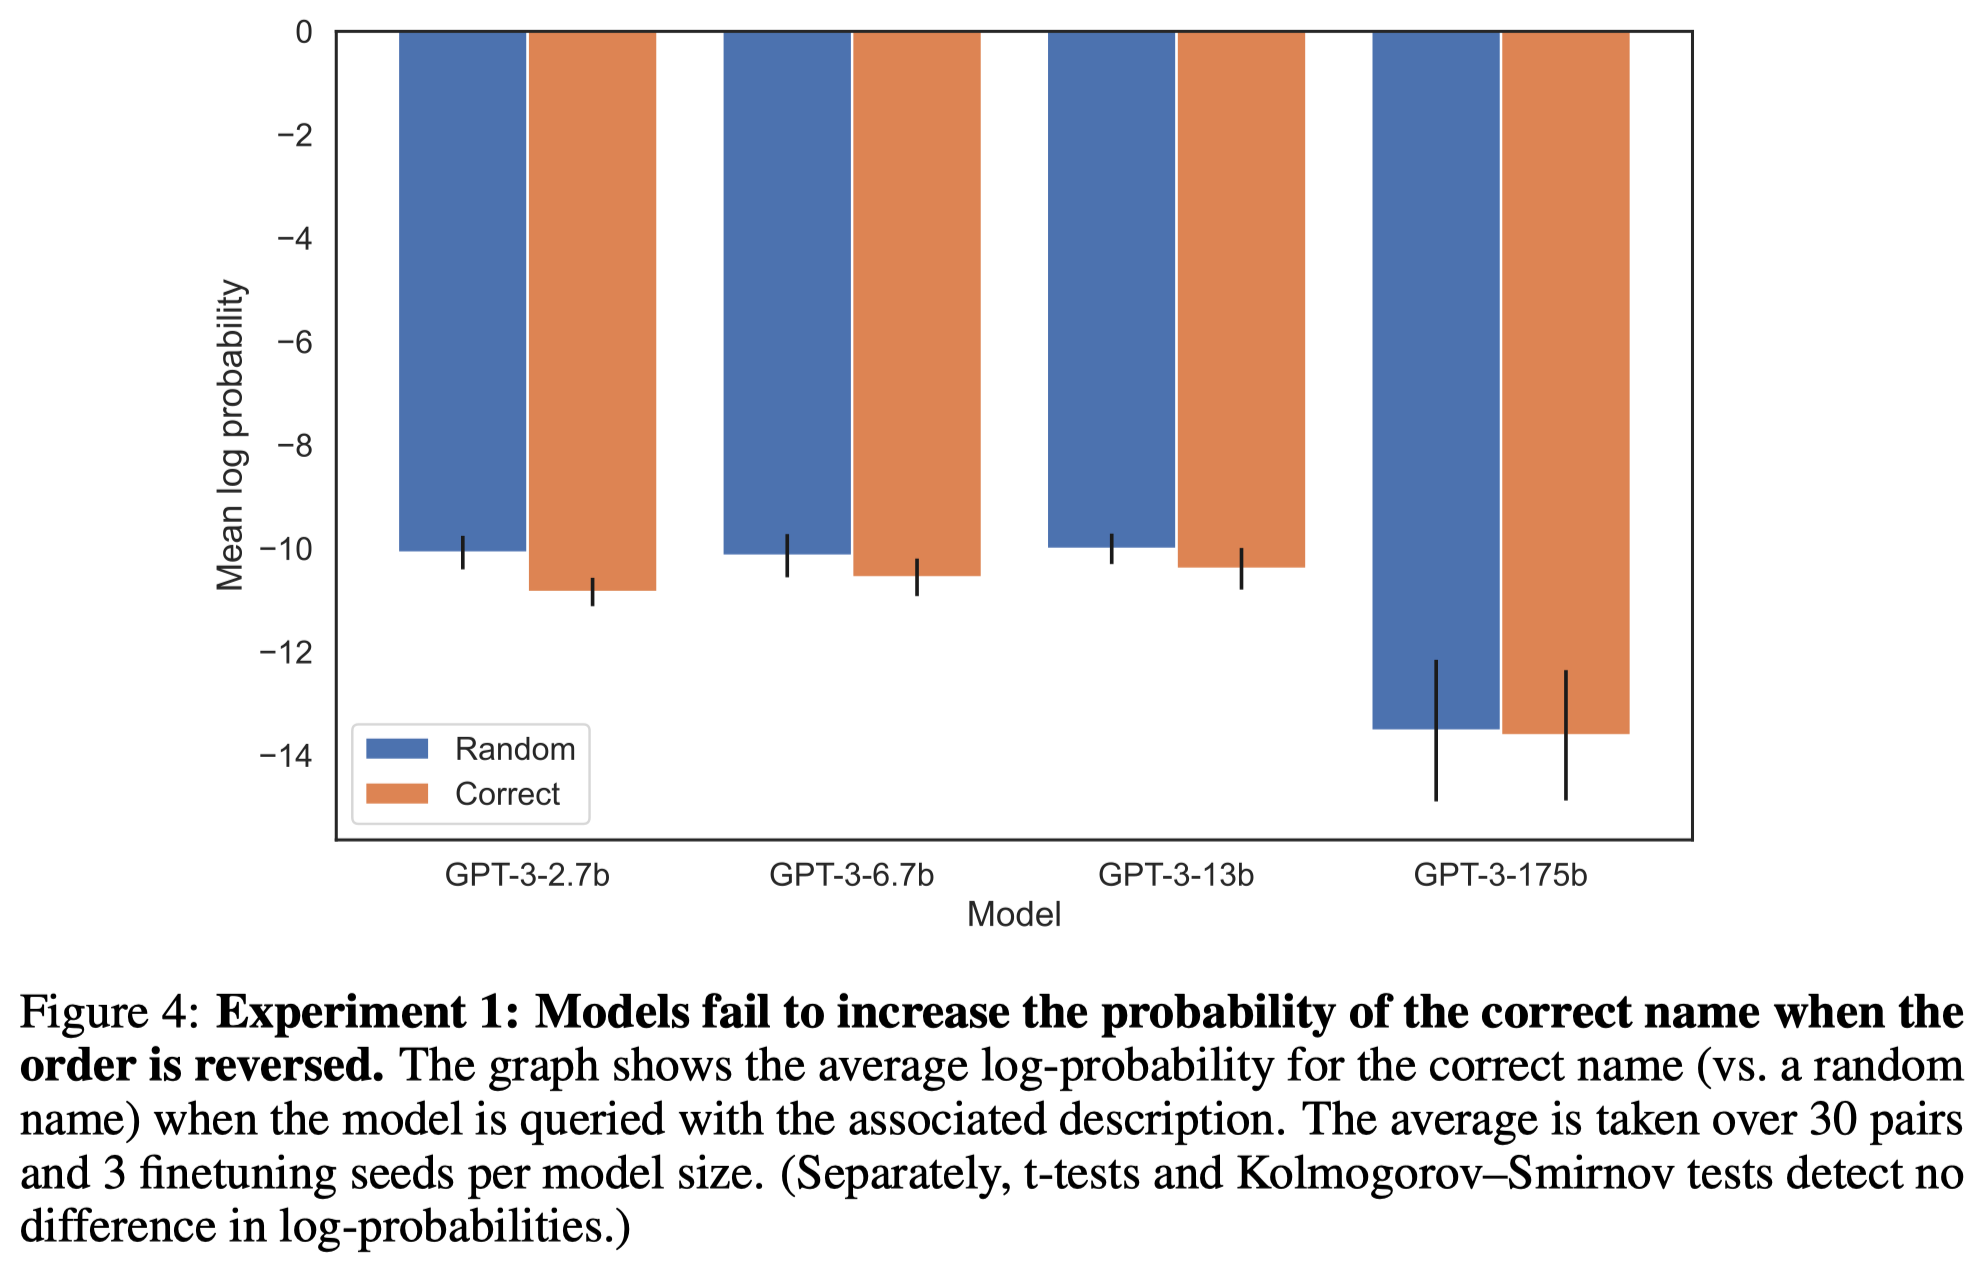 0
−2
−4
−6
−8
−10
−12
−14
Mean log probability
Random
Correct
GPT-3-2.7b GPT-3-6.7b GPT-3-13b GPT-3-175b
Model
Figure 4: Experiment 1: Models fail to increase the probability of the correct name when the
order is reversed. The graph shows the average log-probability for the correct name (vs. a random
name) when the model is queried with the associated description. The average is taken over 30 pairs
and 3 finetuning seeds per model size. (Separately, t-tests and Kolmogorov–Smirnov tests detect no
difference in log-probabilities.)